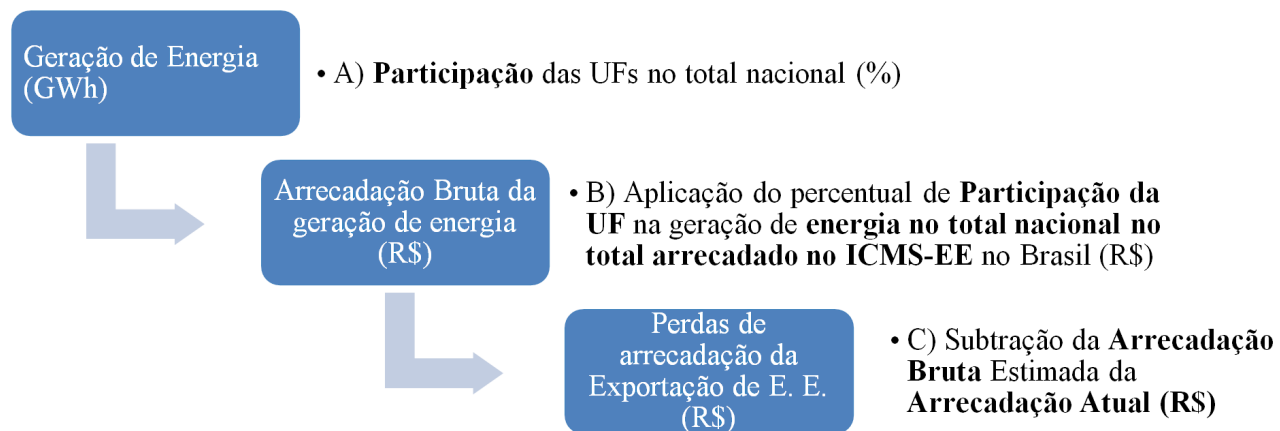 Geração de Energia
(GWh)
• A) Participação das UFs no total nacional (%)
Arrecadação Bruta da
geração de energia
(R$)
• B) Aplicação do percentual de Participação da
UF na geração de energia no total nacional no
total arrecadado no ICMS-EE no Brasil (R$)
Perdas de
arrecadação da
Exportação de E. E.
(R$)
• C) Subtração da Arrecadação
Bruta Estimada da
Arrecadação Atual (R$)